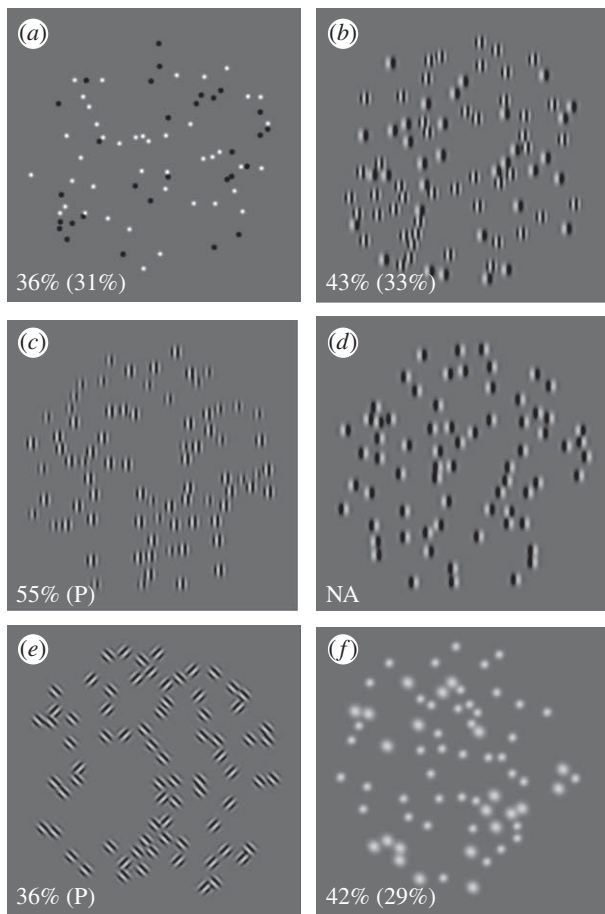 (a)
36% (31%)
(b)
43% (33%)
(c)
55% (P)
(d)
NA
(e)
36% (P)
(f)
42% (29%)